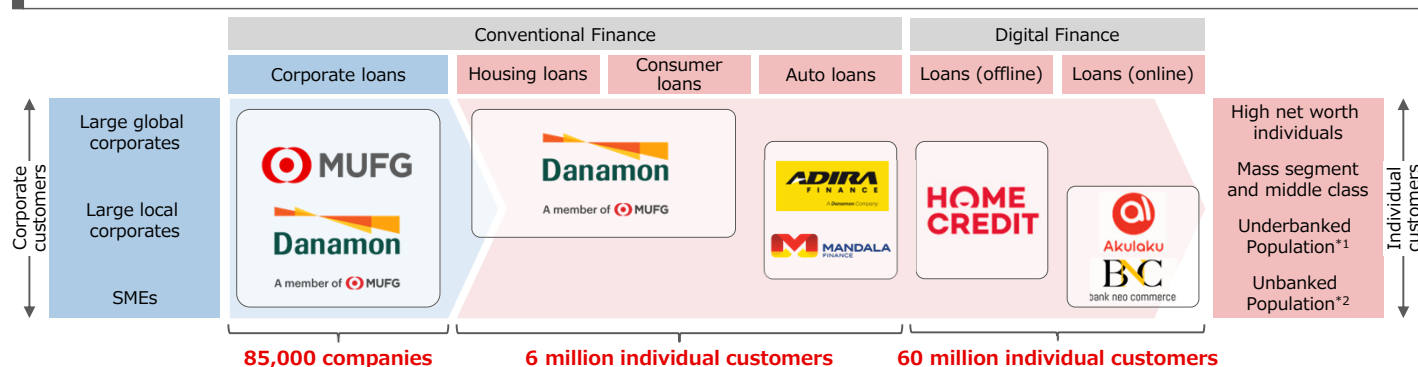 Conventional Finance
Digital Finance
Corporate loans
Housing loans
Consumer
loans
Auto loans
Loans (offline)
Loans (online)
Corporate
customers
Large global
corporates
Large local
corporates
SMEs
MUFG
Danamon
A member of MUFG
Danamon
A member of MUFG
ADIRA
FINANCE
A Danamon Company
MANDALA
FINANCE
HOME
CREDIT
Akulaku
BNC
bank neo commerce
High net worth
individuals
Mass segment
and middle class
Underbanked
Population*1
Unbanked
Population*2
Individual
customers
85,000 companies
6 million individual customers
60 million individual customers